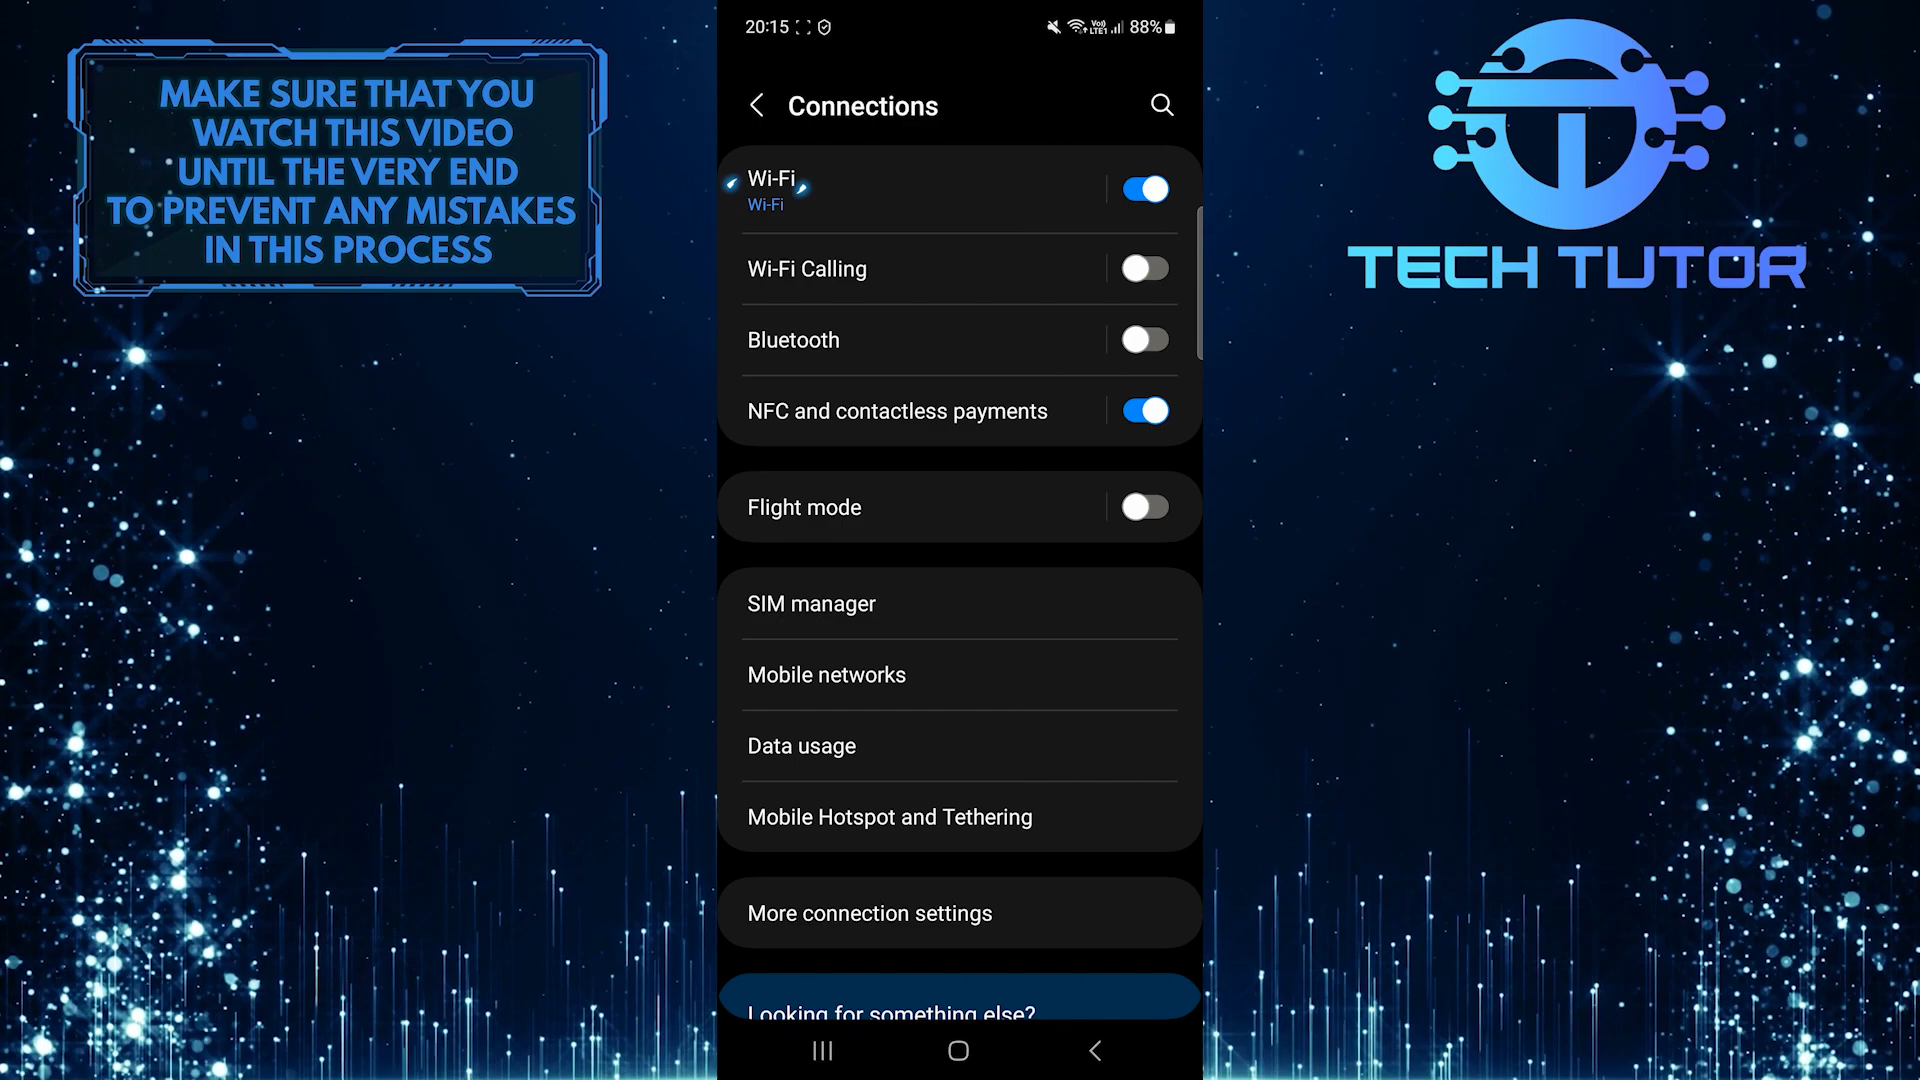 MAKE SURE THAT YOU
WATCH THIS VIDEO
UNTIL THE VERY END
TO PREVENT ANY MISTAKES
IN THIS PROCESS
20:15
Vo)) LTE1 88%
Connections
Wi-Fi
Wi-Fi
Wi-Fi Calling
Bluetooth
NFC and contactless payments
Flight mode
SIM manager
Mobile networks
Data usage
Mobile Hotspot and Tethering
More connection settings
Looking for something else?
TECH TUTOR